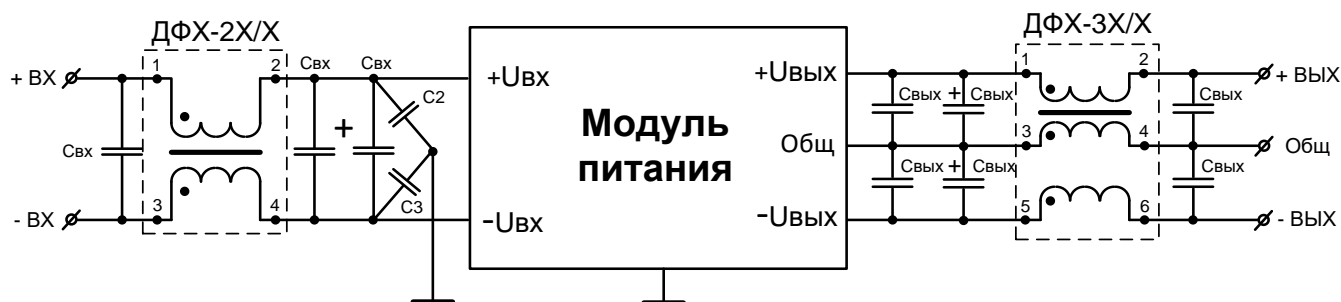 ДФХ-2Х/Х
ДФХ-3Х/Х
+ ВХ
1
2
Свх
Свх
Свх
С2
С3
+
- ВХ
3
4
+Uвх
-Uвх
Модуль
питания
+Uвых
Общ
-Uвых
Свых
+
Свых
Свых
+
Свых
1
2
3
4
5
6
Свых
Свых
+ ВЫХ
Общ
- ВЫХ